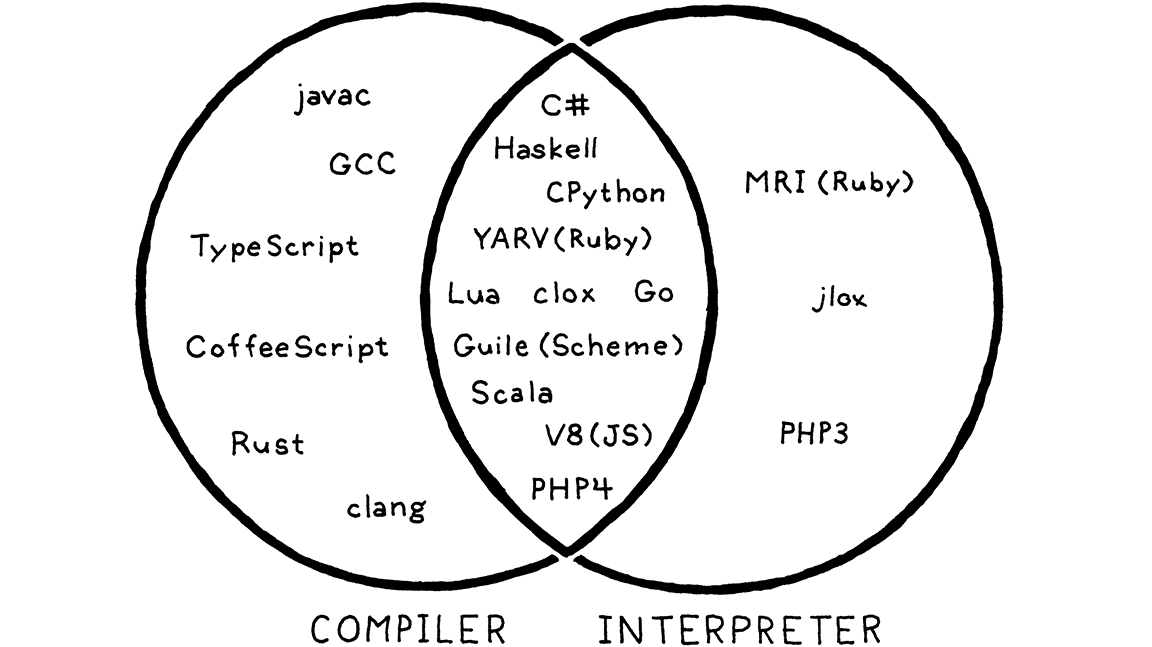 javac
GCC
TypeScript
CoffeeScript
Rust
clang
C#
Haskell
CPython
YARV (Ruby)
Lua clox Go
Guile (Scheme)
Scala
V8 (JS)
PHP4
MRI (Ruby)
jlox
PHP3
COMPILER
INTERPRETER